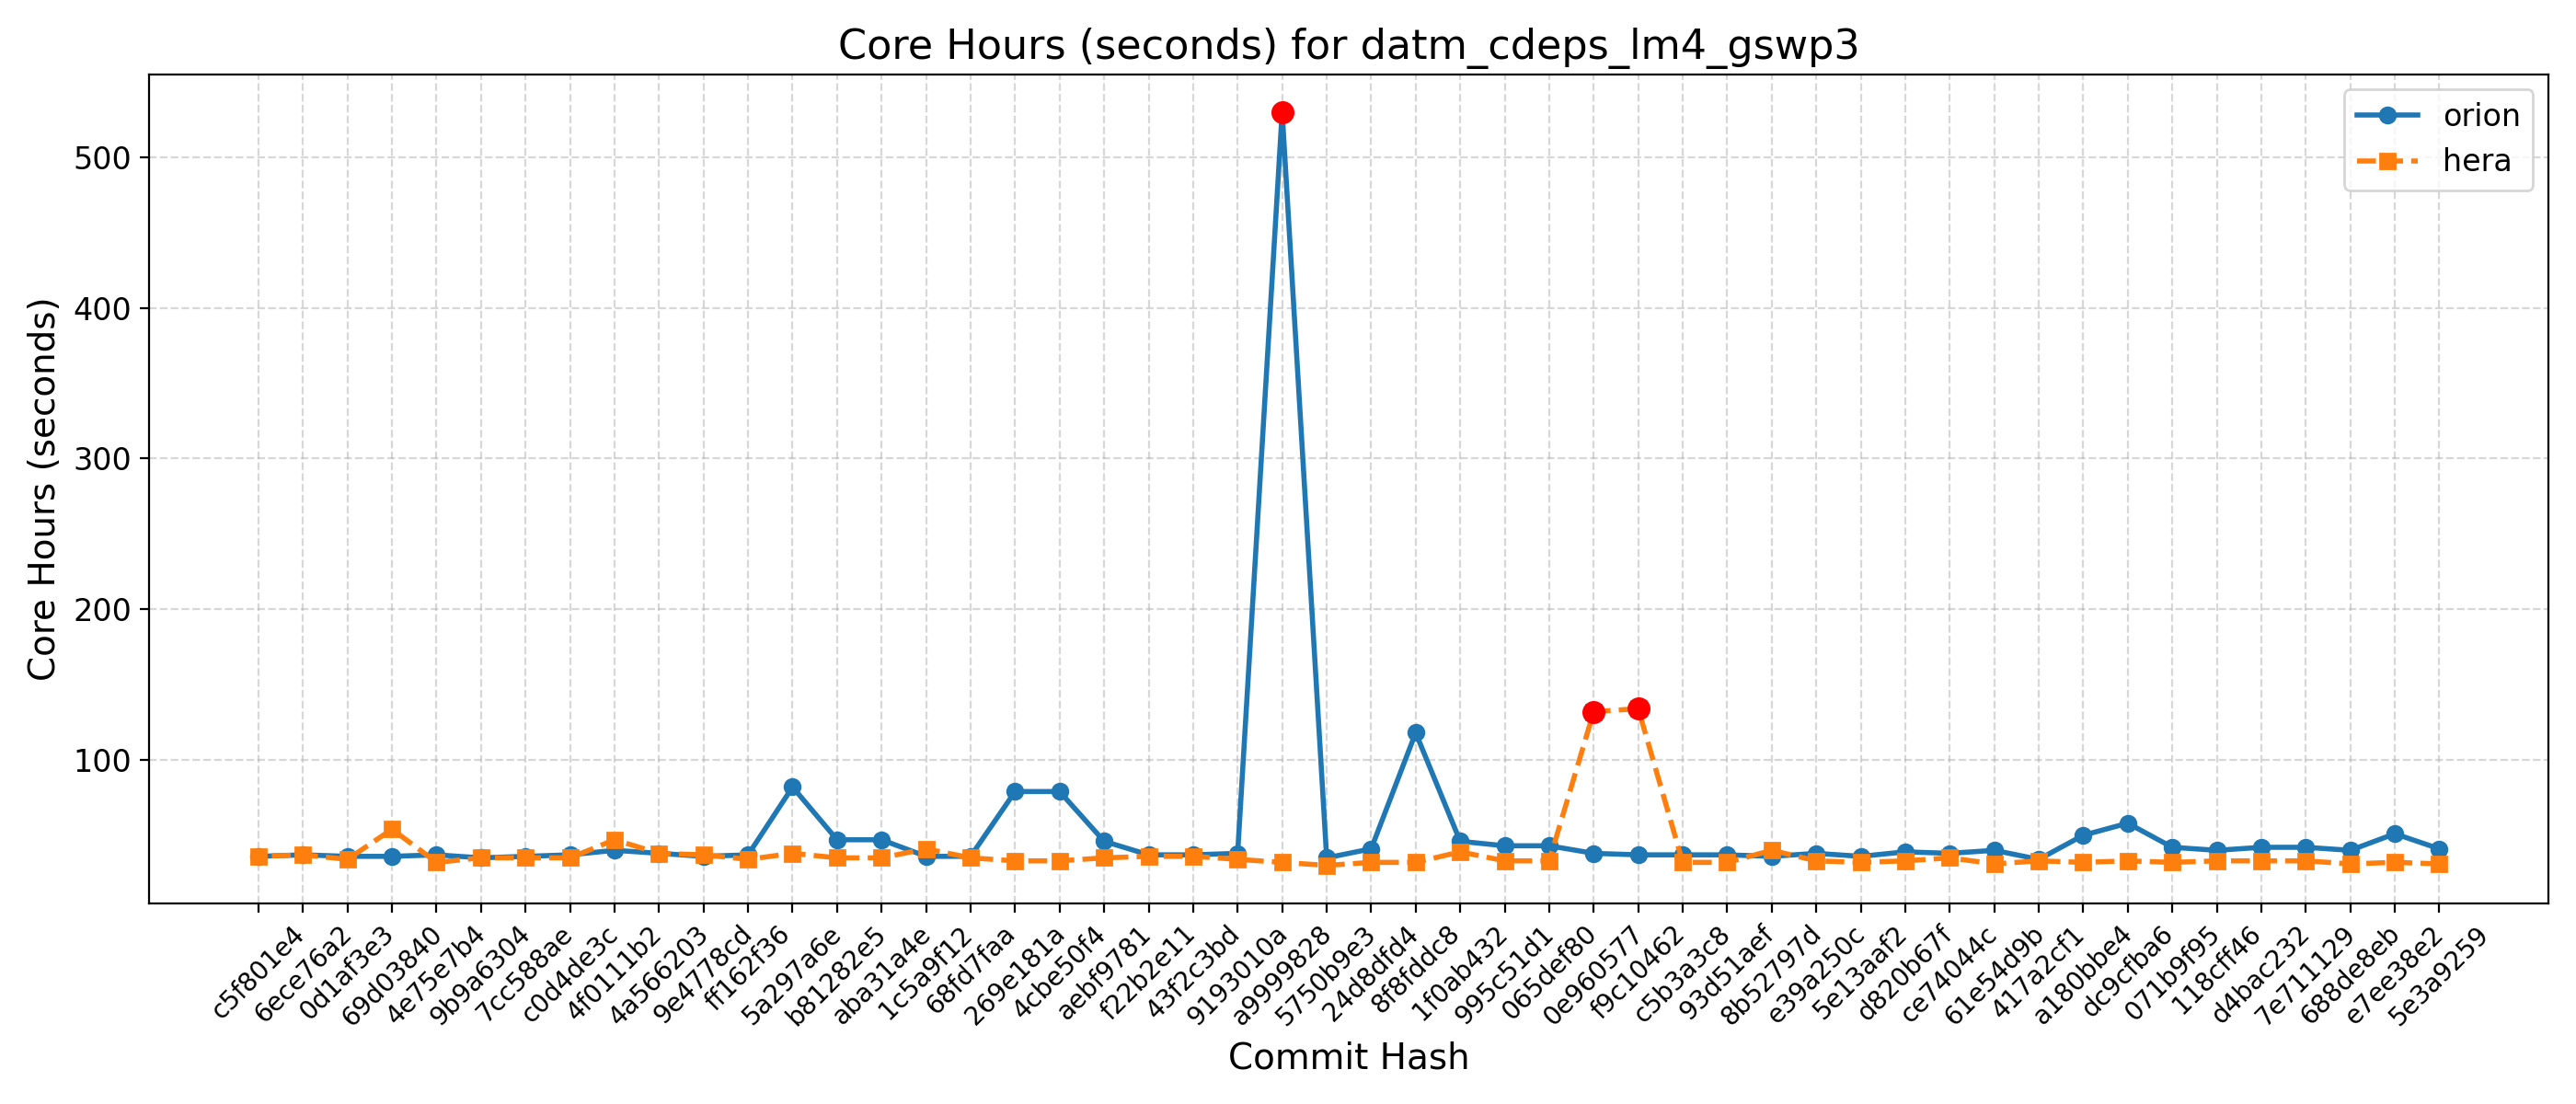 Core Hours (seconds) for datm_cdeps_lm4_gswp3
orion
hera
Core Hours (seconds)
500
400
300
200
100
c5f801e4
6ece76a2
0d1af3e3
69d03840
4e75e7b4
9b9a6304
7cc588ae
c0d4de3c
4f0111b2
4a566203
9e4778cd
ff162f36
5a297a6e
b81282e5
aba31a4e
1c5a9f12
68fd7faa
269e181a
4cbe50f4
aebf9781
f22b2e11
43f2c3bd
9193010a
a9999828
5750b9e3
24d8dfd4
8f8fddc8
1f0ab432
995c51d1
065def80
0e960577
f9c10462
c5b3a3c8
93d51aef
8b52797d
e39a250c
5e13aaf2
d820b67f
ce74044c
61e54d9b
417a2cf1
a180bbe4
dc9cfba6
071b9f95
118cff46
d4bac232
7e711129
688de8eb
e7ee38e2
5e3a9259
Commit Hash